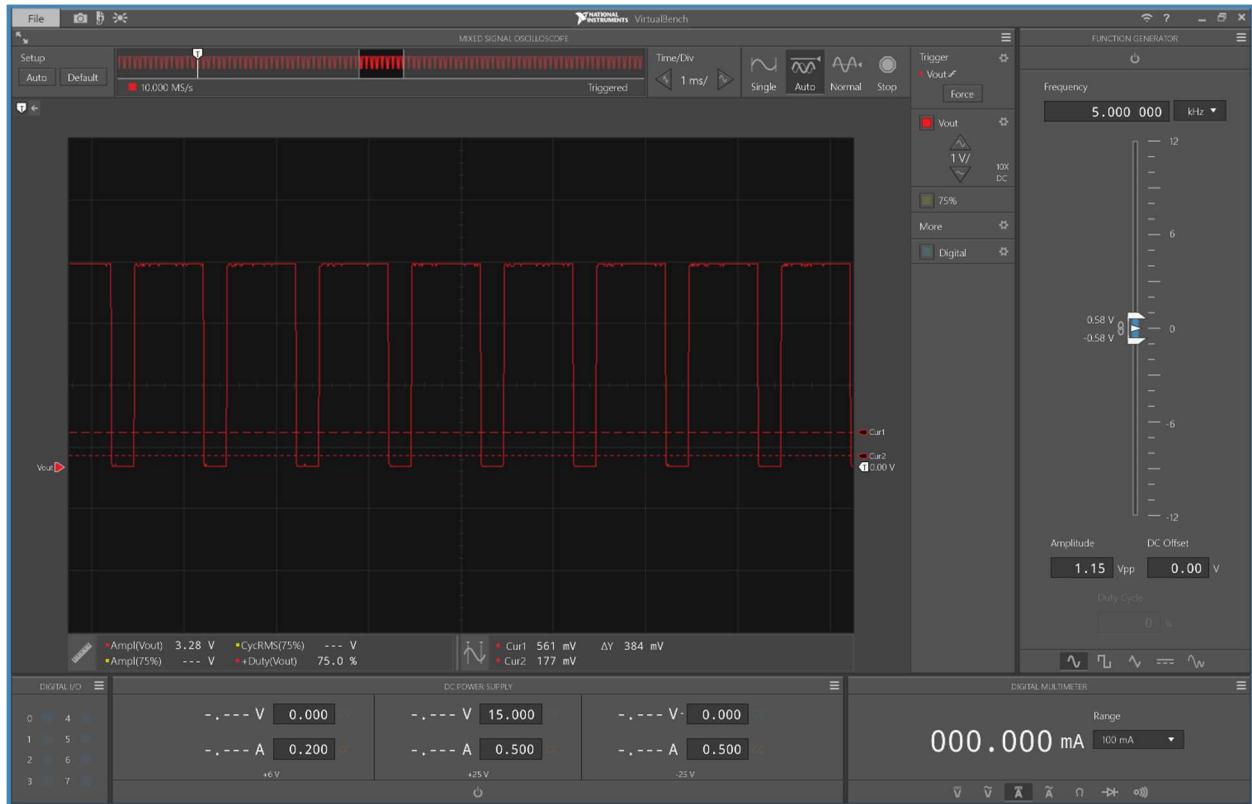 File
NATIONAL INSTRUMENTS VirtualBench
?
MIXED SIGNAL OSCILLOSCOPE
FUNCTION GENERATOR
Setup
Auto Default
T
10.000 MS/s
Triggered
Time/Div
1 ms/
Single Auto Normal Stop
Trigger
Vout
Force
Vout
1 V/
10X
DC
75%
More
Digital
T
Vout
Cur1
Cur2
T 0.00 V
Frequency
5.000 000 kHz
12
6
0.58 V
0
-0.58 V
-6
-12
Amplitude DC Offset
1.15 Vpp 0.00 V
Duty Cycle
0 %
Ampl(Vout) 3.28 V CycRMS(75%) --- V
Ampl(75%) --- V +Duty(Vout) 75.0 %
Cur1 561 mV ΔY 384 mV
Cur2 177 mV
DIGITAL I/O
0 4
1 5
2 6
3 7
DC POWER SUPPLY
-.--- V 0.000
-.--- A 0.200
+6 V
-.--- V 15.000
-.--- A 0.500
+25 V
-.--- V - 0.000
-.--- A 0.500
-25 V
DIGITAL MULTIMETER
Range
000.000 mA 100 mA
V V A A Ω